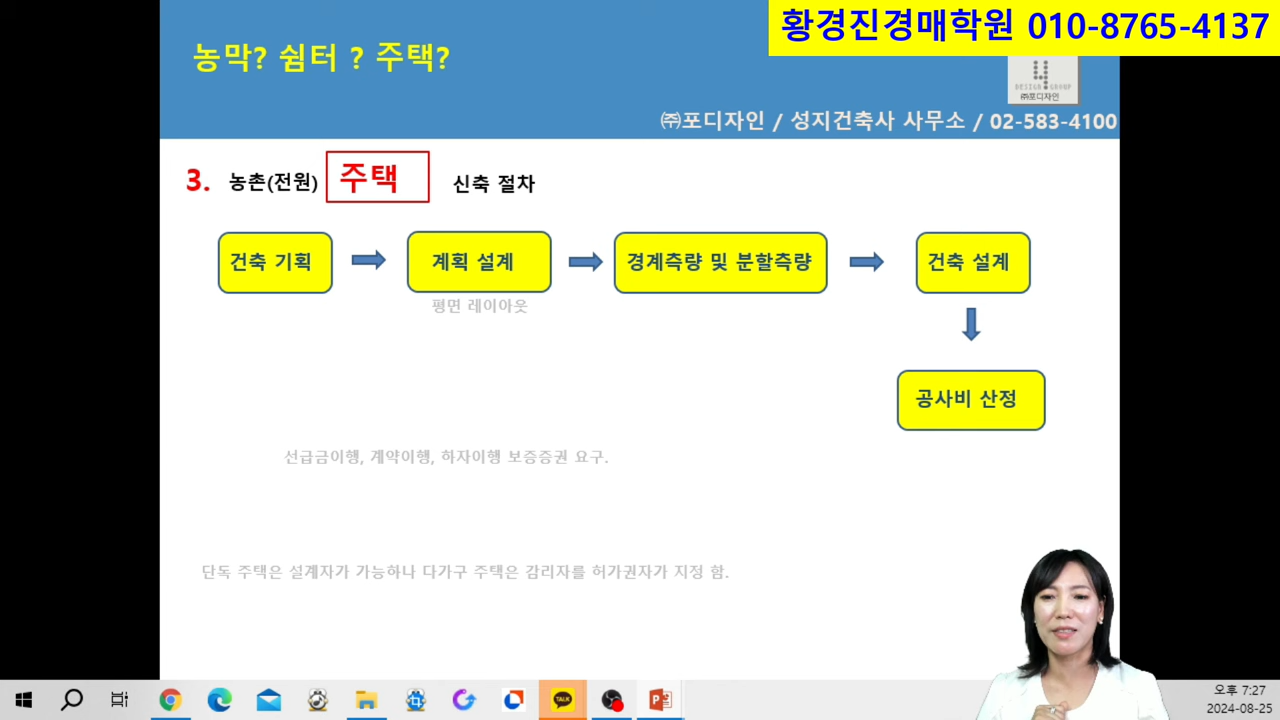 황경진경매학원 010-8765-4137
농막? 쉼터 ? 주택?
DESIGN GROUP
㈜포디자인
㈜포디자인 / 성지건축사 사무소 / 02-583-4100
3. 농촌(전원) 주택 신축 절차
건축 기획
계획 설계
경계측량 및 분할측량
건축 설계
평면 레이아웃
공사비 산정
선급금이행, 계약이행, 하자이행 보증증권 요구.
단독 주택은 설계자가 가능하나 다가구 주택은 감리자를 허가권자가 지정 함.
TALK
오후 7:27
2024-08-25